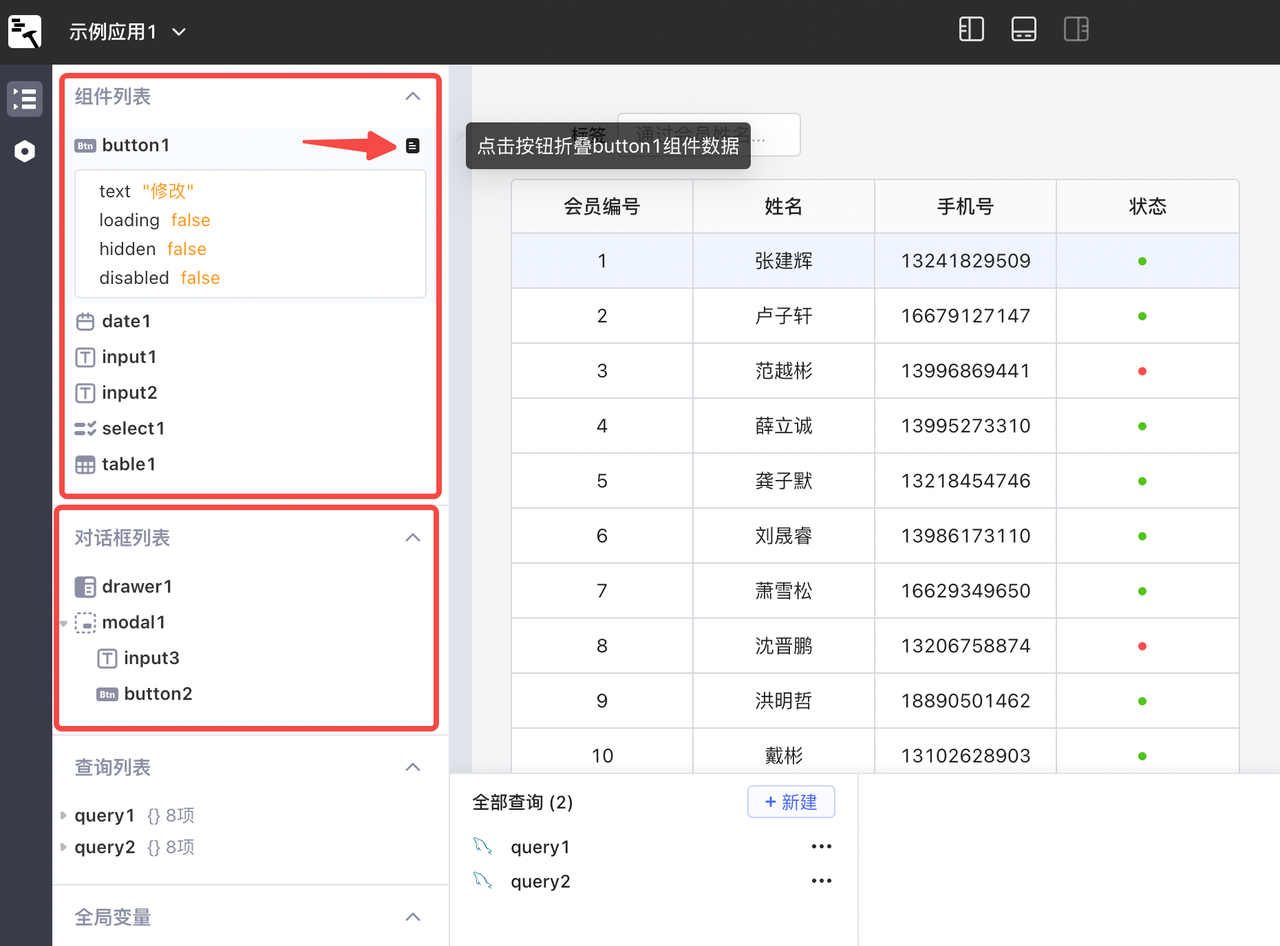 示例应用1
组件列表
Btn button1
text "修改"
loading false
hidden false
disabled false
date1
T input1
T input2
select1
table1
对话框列表
drawer1
modal1
T input3
Btn button2
查询列表
query1 {} 8项
query2 {} 8项
全局变量
标签 通过会员姓名...
点击按钮折叠button1组件数据
会员编号 姓名 手机号 状态
1 张建辉 13241829509
2 卢子轩 16679127147
3 范越彬 13996869441
4 薛立诚 13995273310
5 龚子默 13218454746
6 刘晟睿 13986173110
7 萧雪松 16629349650
8 沈晋鹏 13206758874
9 洪明哲 18890501462
10 戴彬 13102628903
全部查询 (2) + 新建
query1 •••
query2 •••